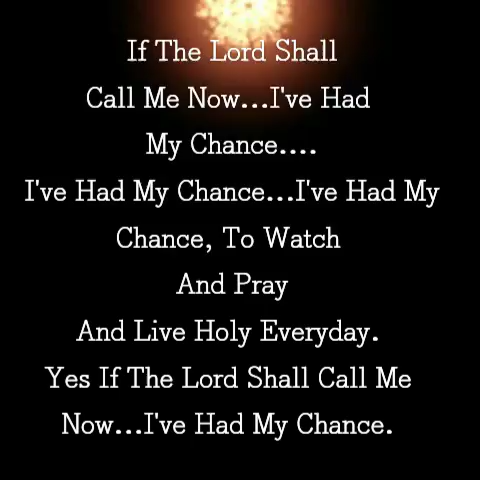 If The Lord Shall
Call Me Now...I've Had
My Chance....
I've Had My Chance...I've Had My
Chance, To Watch
And Pray
And Live Holy Everyday.
Yes If The Lord Shall Call Me
Now...I've Had My Chance.